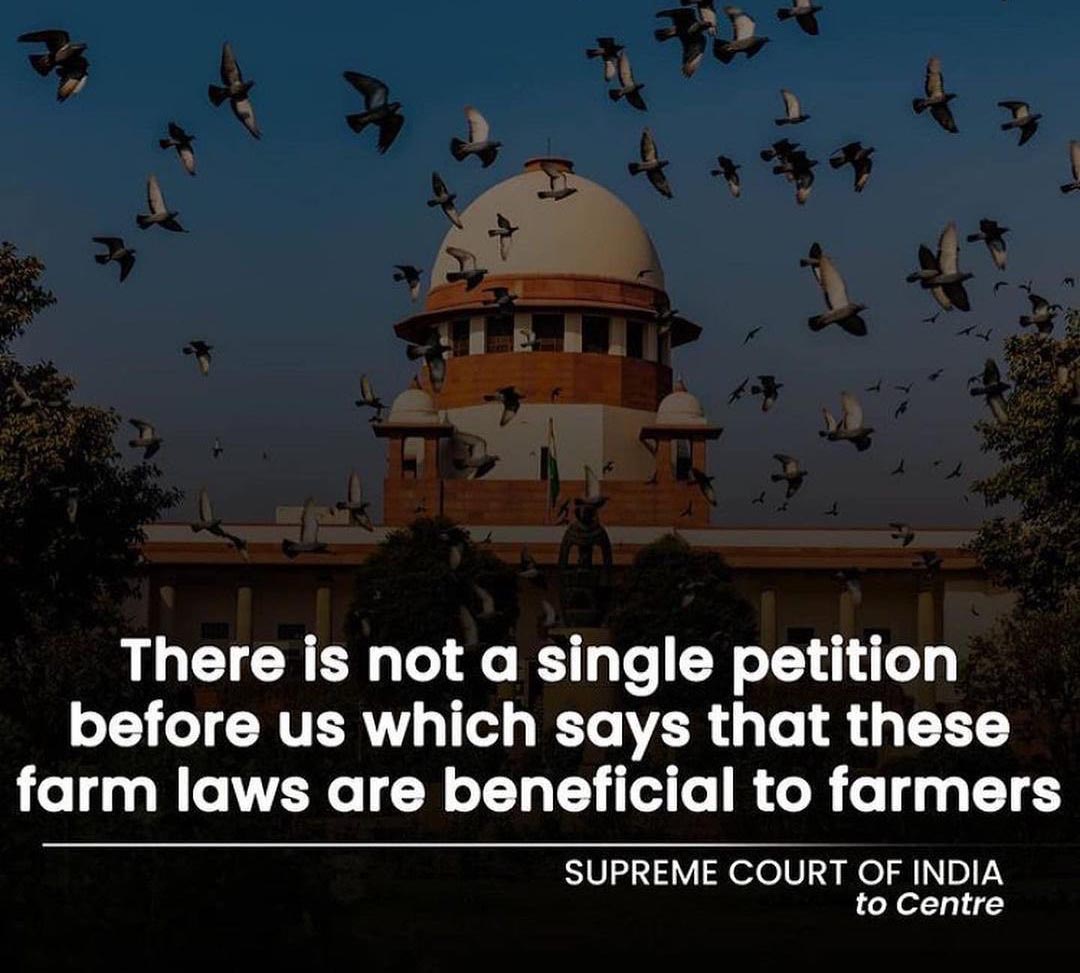 There is not a single petition
before us which says that these
farm laws are beneficial to farmers
SUPREME COURT OF INDIA
to Centre